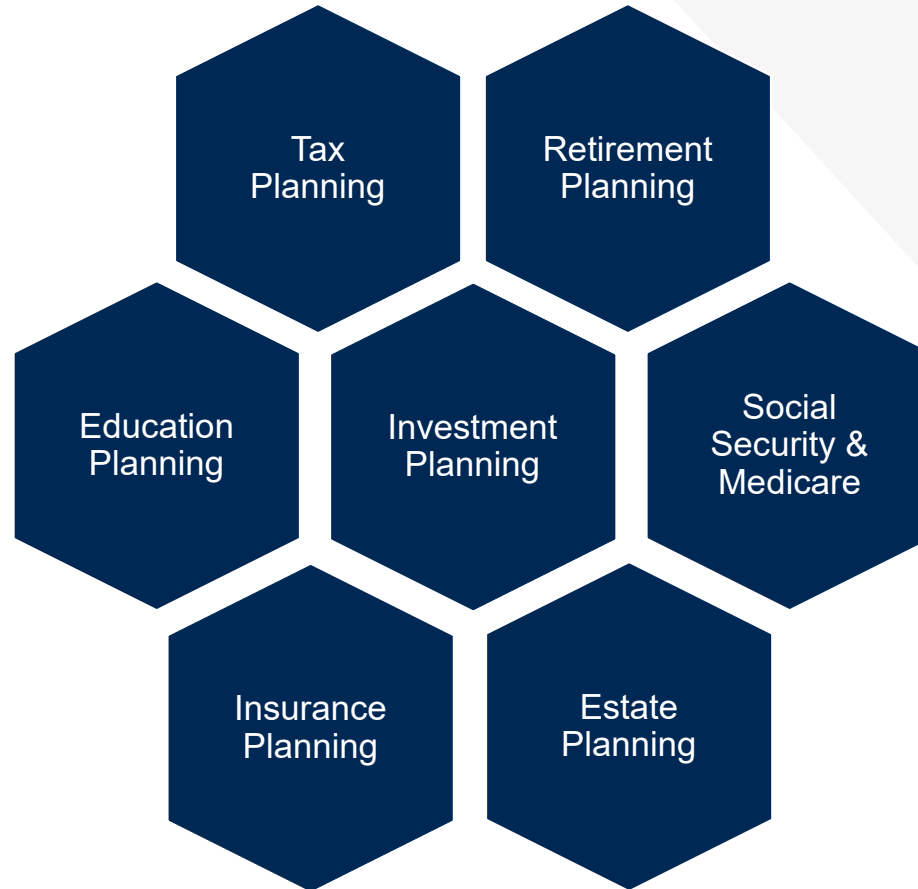 Tax
Planning
Retirement
Planning
Education
Planning
Investment
Planning
Social
Security &
Medicare
Insurance
Planning
Estate
Planning